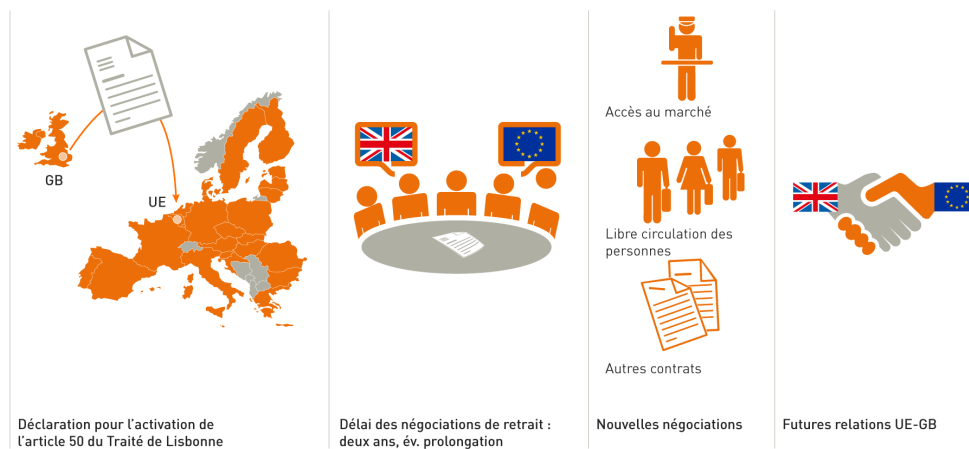 GB
UE
Déclaration pour l'activation de
l'article 50 du Traité de Lisbonne
Délai des négociations de retrait :
deux ans, év. prolongation
Accès au marché
Libre circulation des
personnes
Autres contrats
Nouvelles négociations
Futures relations UE-GB